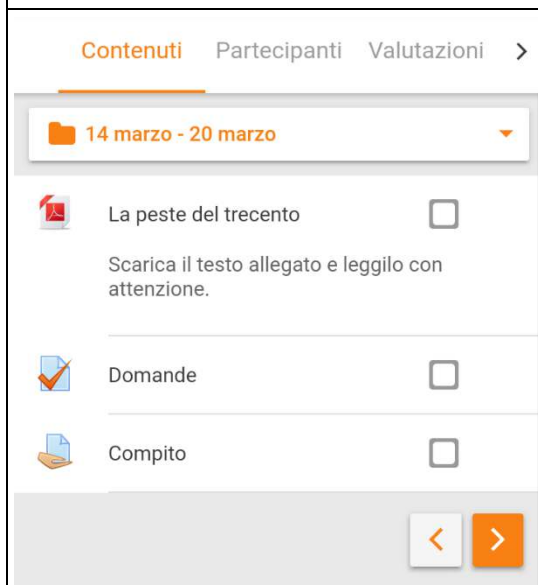 Contenuti Partecipanti Valutazioni
14 marzo - 20 marzo
La peste del trecento
Scarica il testo allegato e leggilo con
attenzione.
Domande
Compito